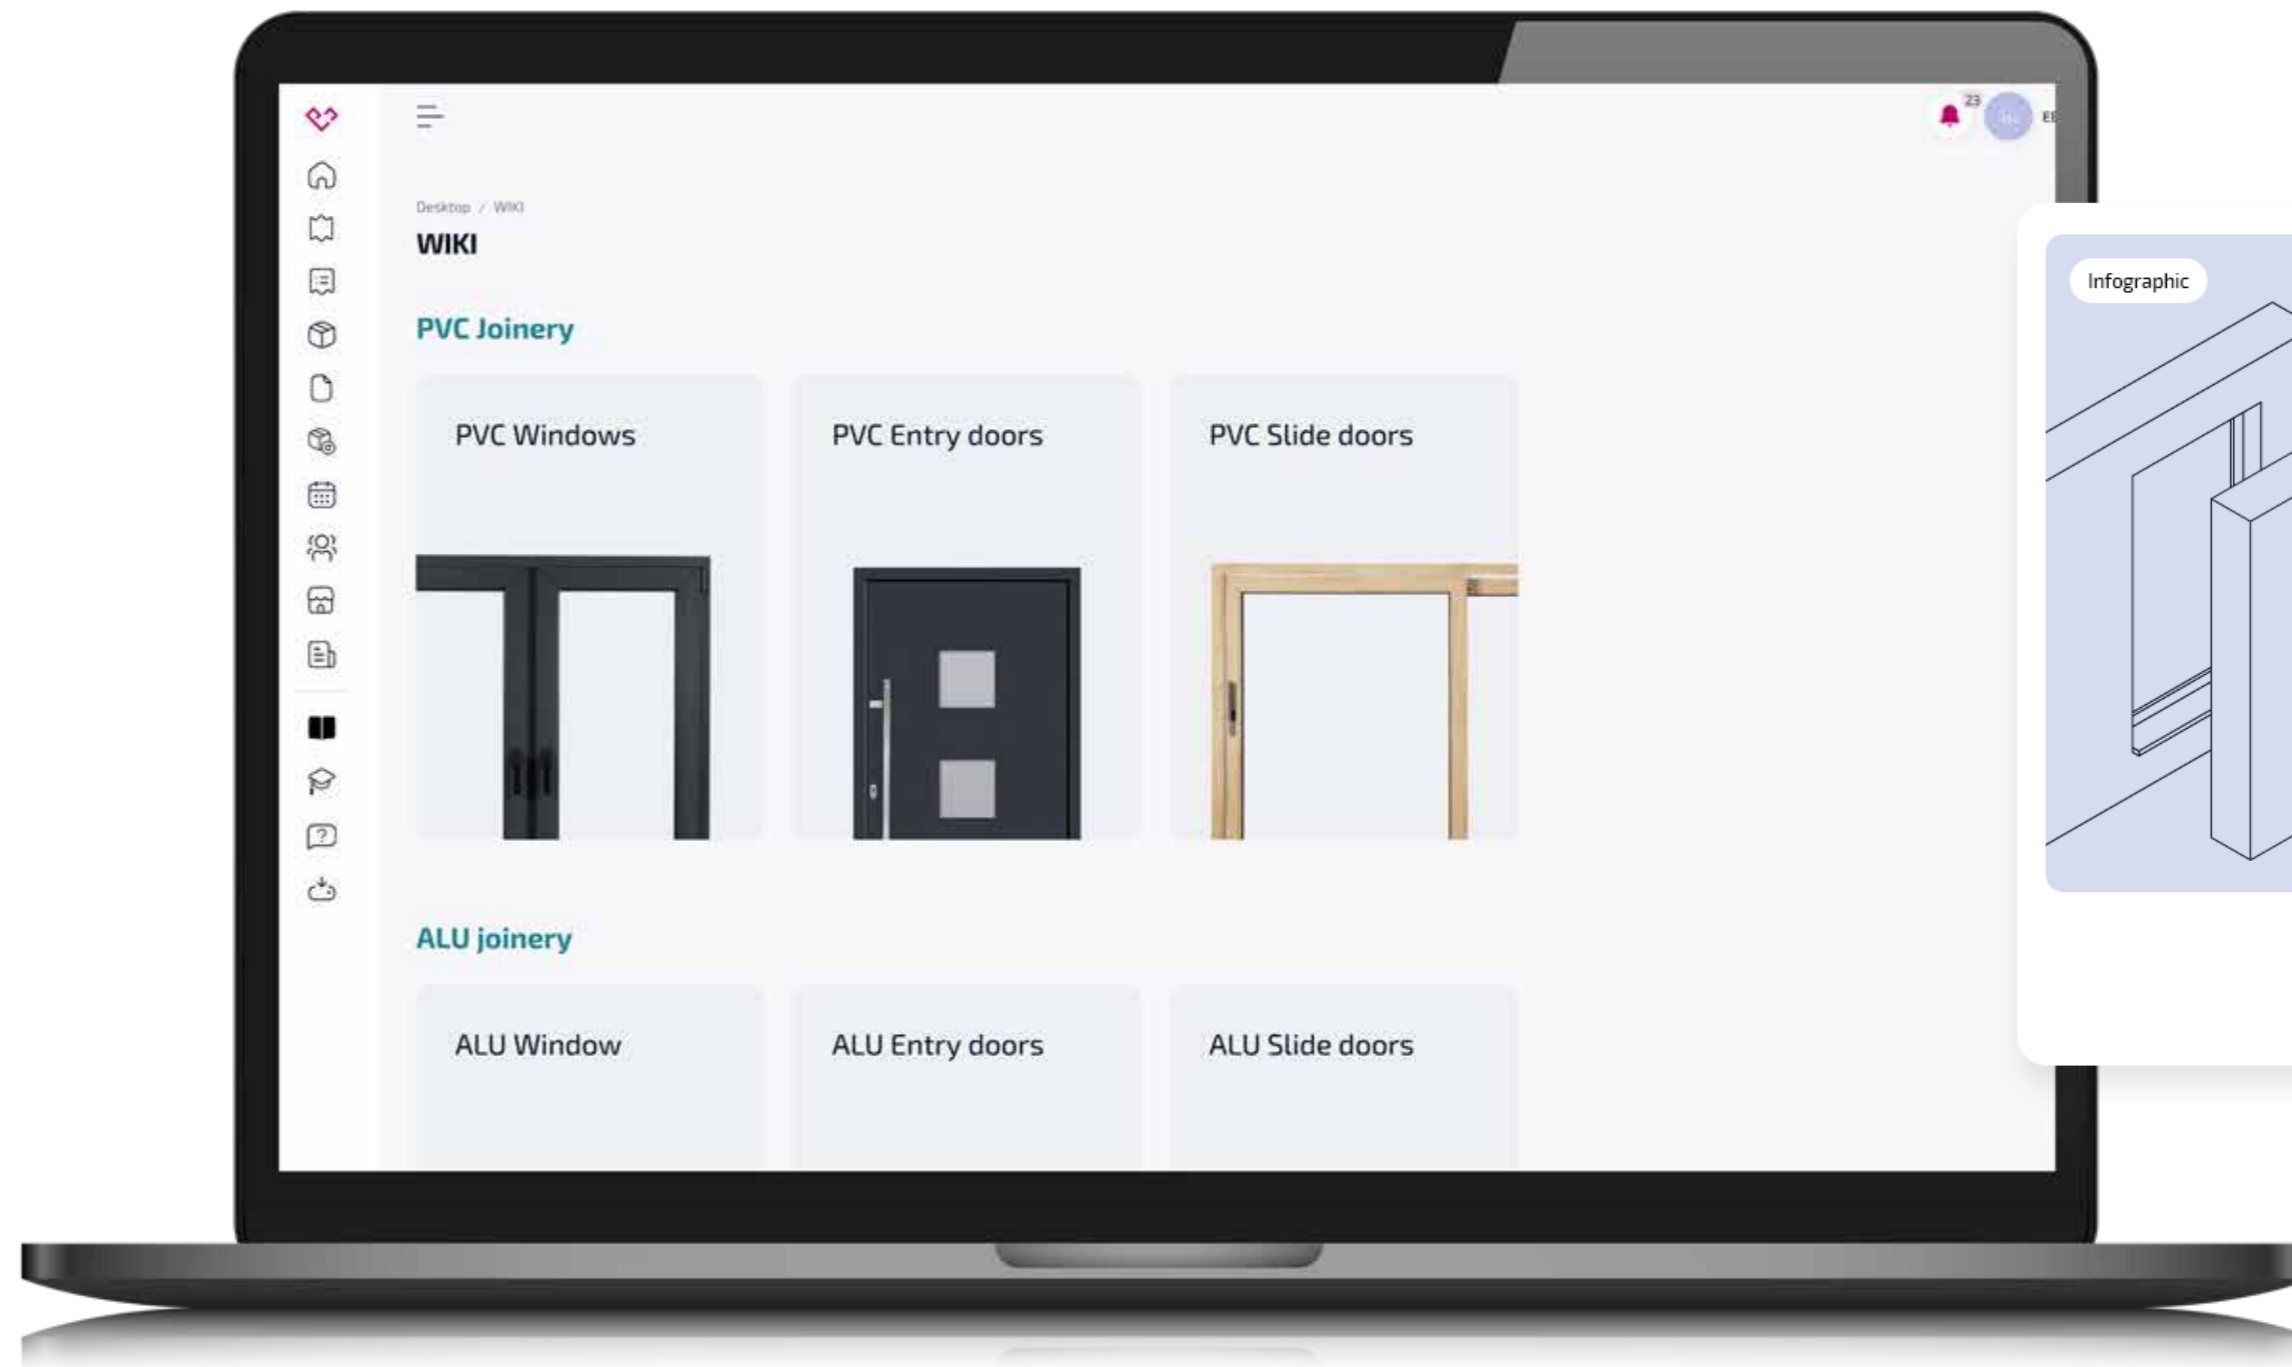 23
Desktop / WIKI
WIKI
Infographic
PVC Joinery
PVC Windows
PVC Entry doors
PVC Slide doors
ALU joinery
ALU Window
ALU Entry doors
ALU Slide doors